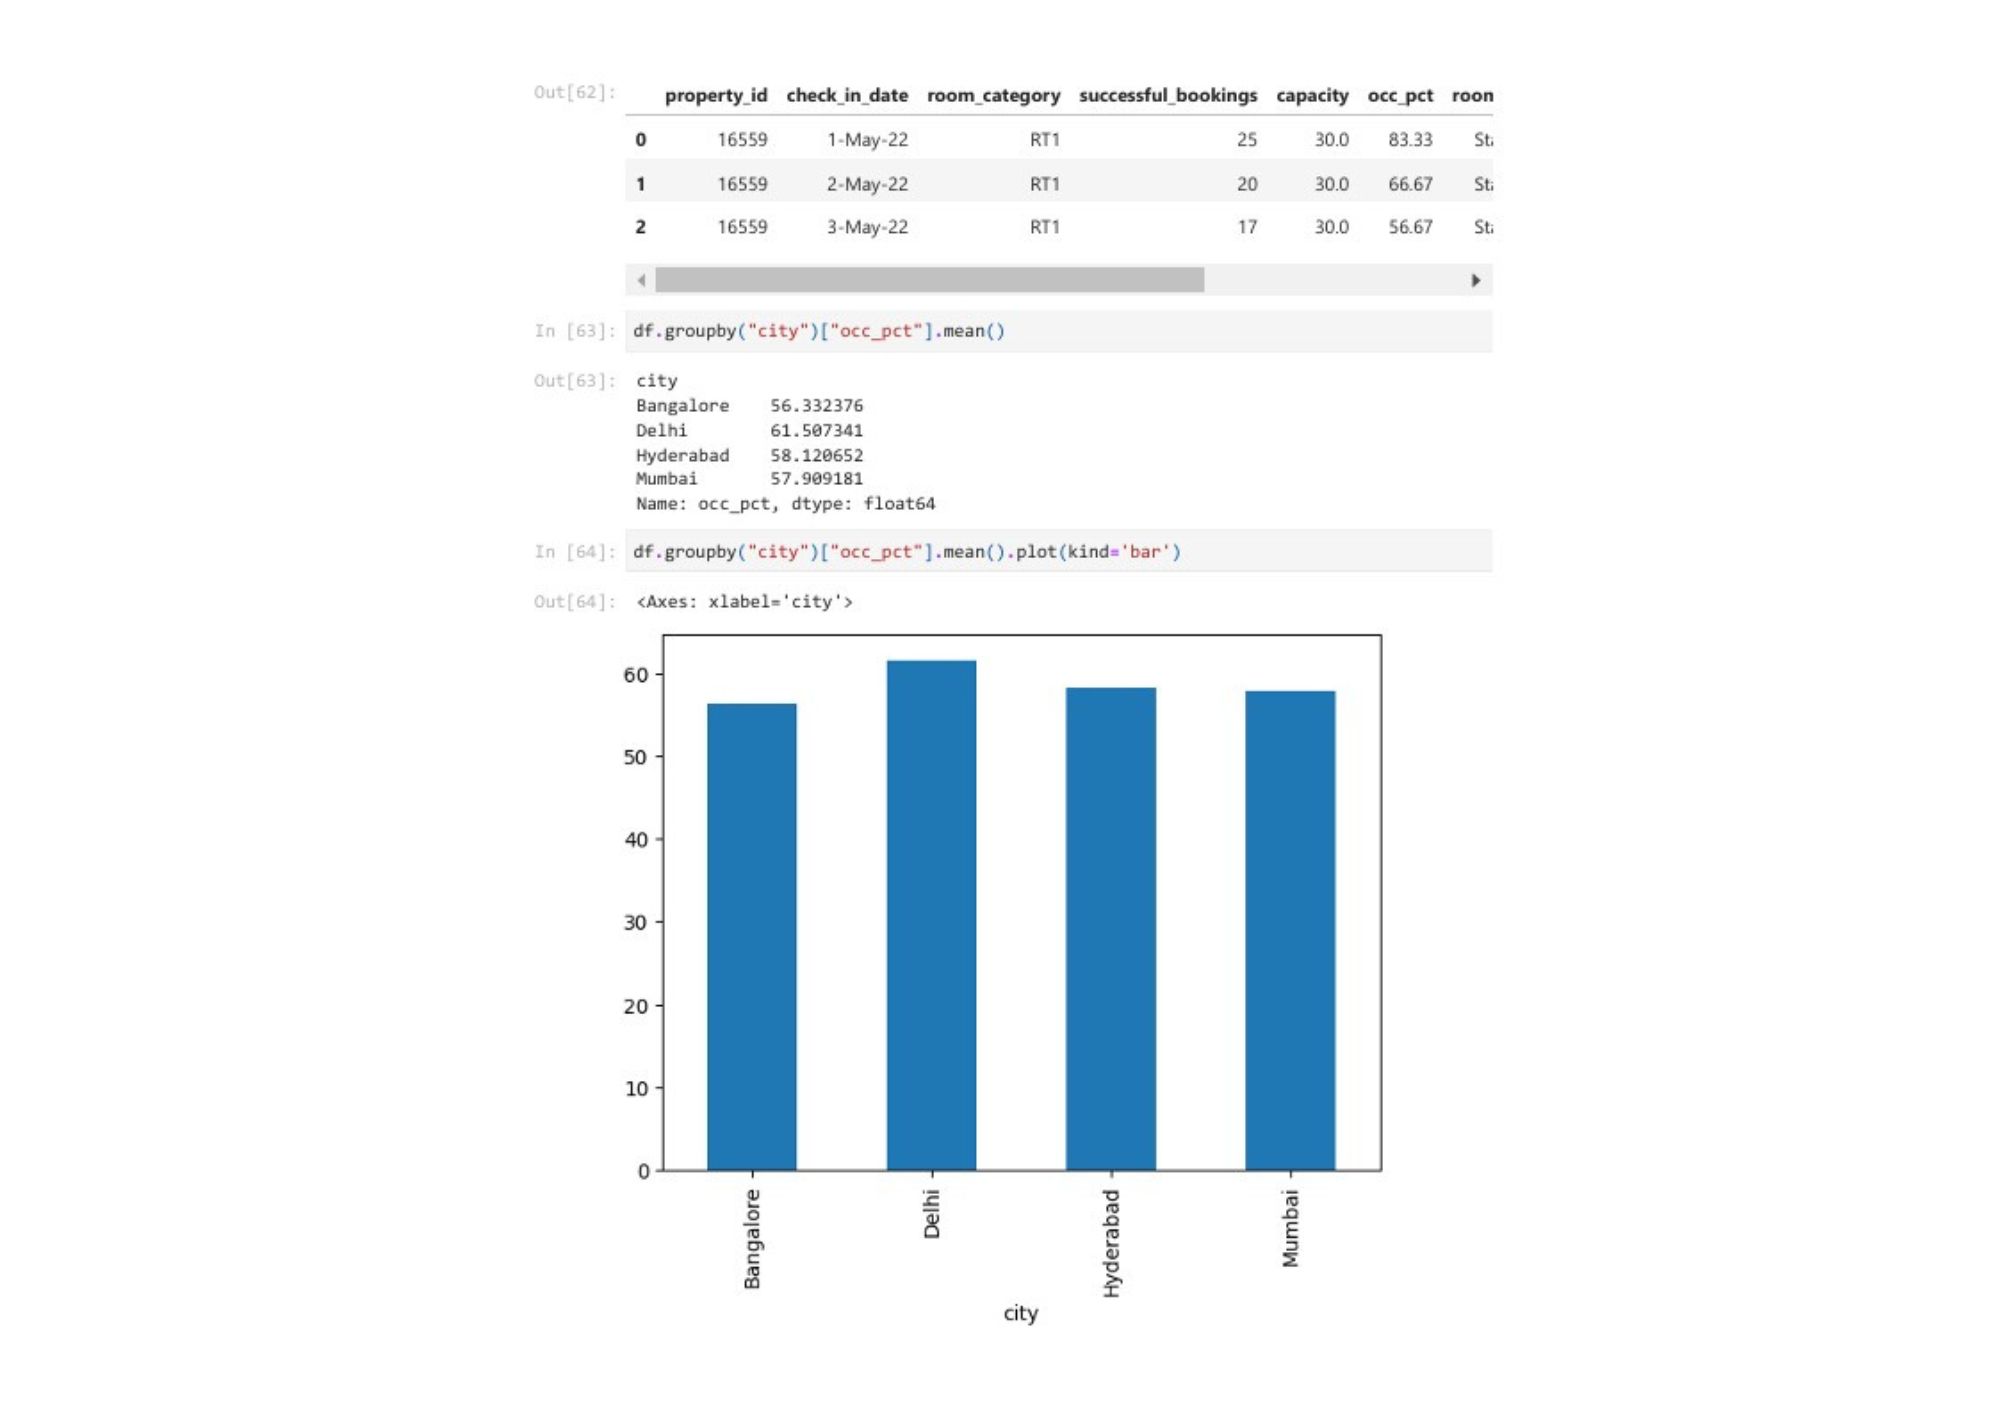 Out[62]: property_id check_in_date room_category successful_bookings capacity occ_pct room
0 16559 1-May-22 RT1 25 30.0 83.33 Sta
1 16559 2-May-22 RT1 20 30.0 66.67 Sta
2 16559 3-May-22 RT1 17 30.0 56.67 Sta
In [63]: df.groupby("city")["occ_pct"].mean()
Out[63]: city
Bangalore 56.332376
Delhi 61.507341
Hyderabad 58.120652
Mumbai 57.909181
Name: occ_pct, dtype: float64
In [64]: df.groupby("city")["occ_pct"].mean().plot(kind='bar')
Out[64]: <Axes: xlabel='city'>
60
50
40
30
20
10
0
Bangalore
Delhi
Hyderabad
Mumbai
city